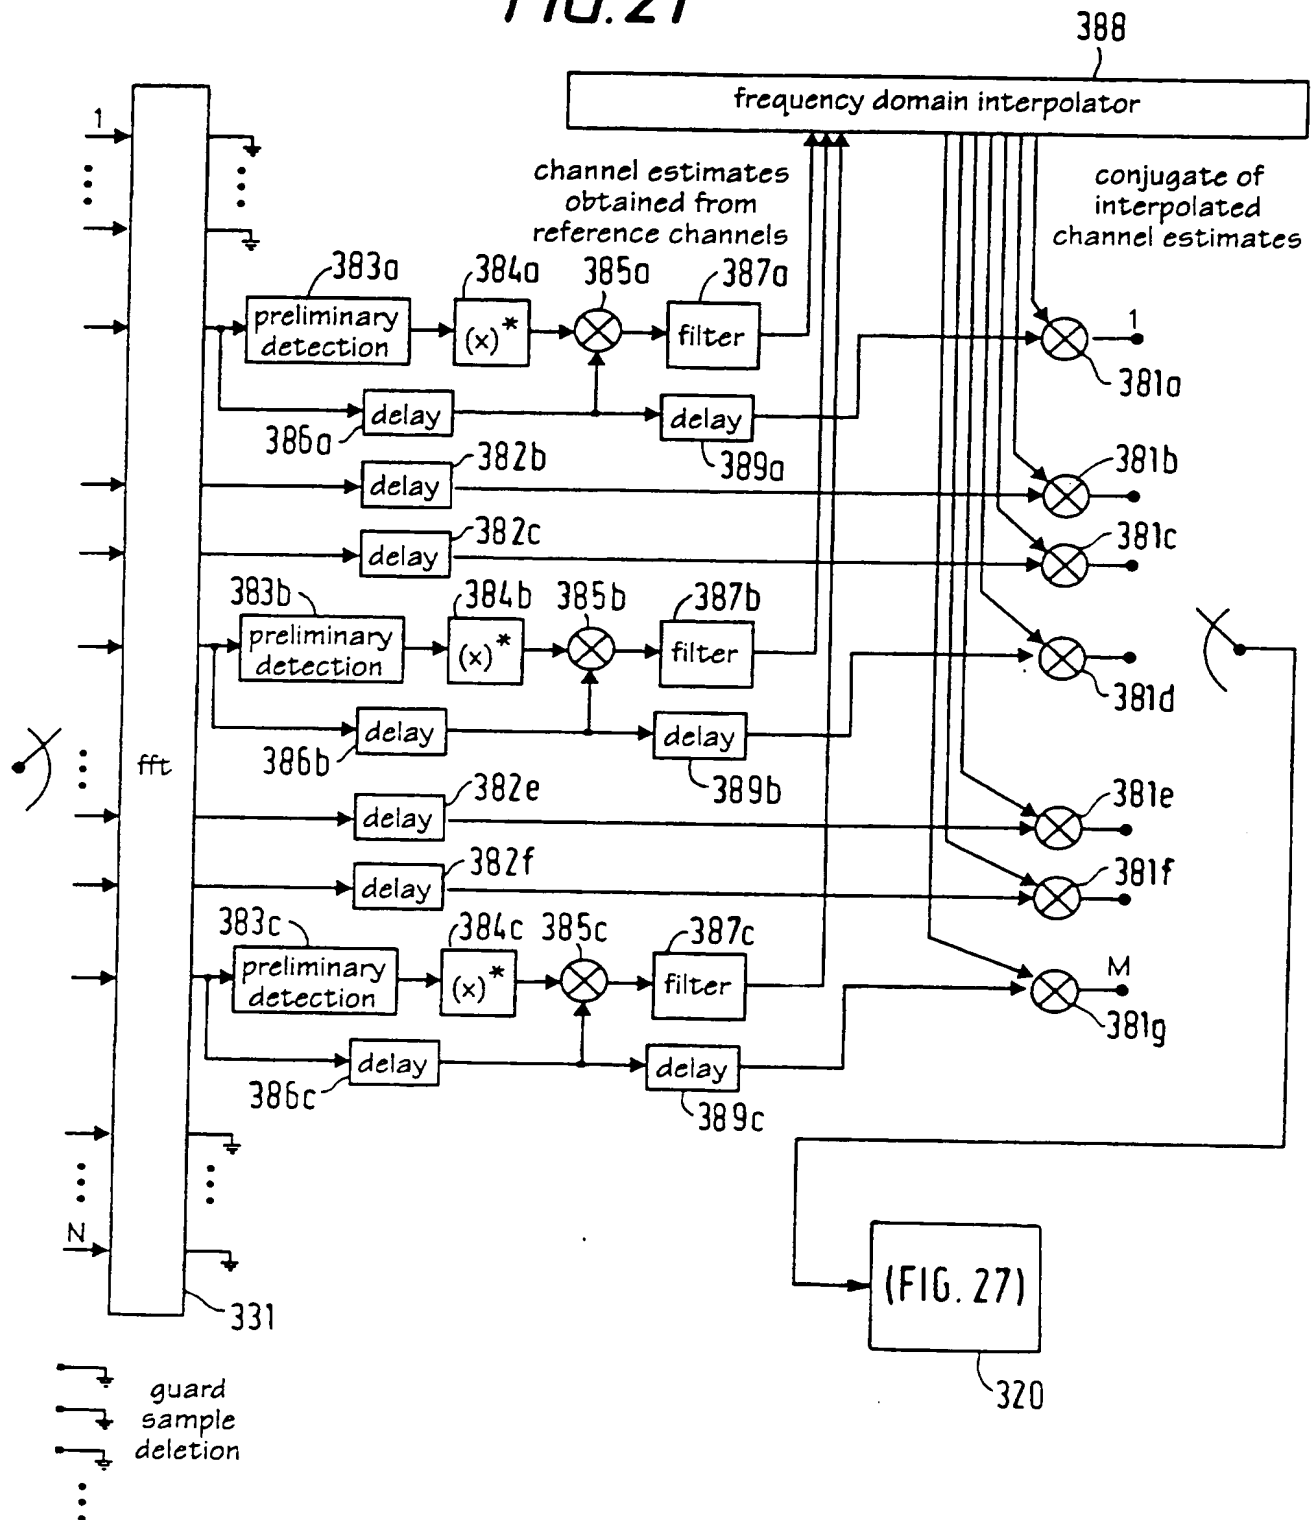 FIG. 21
388
frequency domain interpolator
1
channel estimates
obtained from
reference channels
conjugate of
interpolated
channel estimates
383a
384a
385a
387a
preliminary
detection
(x)*
filter
1
381a
delay
386a
delay
389a
382b
delay
381b
382c
delay
381c
383b
384b
385b
387b
preliminary
detection
(x)*
filter
381d
delay
386b
delay
389b
fft
382e
delay
381e
382f
delay
381f
383c
384c
385c
387c
preliminary
detection
(x)*
filter
M
381g
delay
386c
delay
389c
N
331
(FIG. 27)
320
guard
sample
deletion